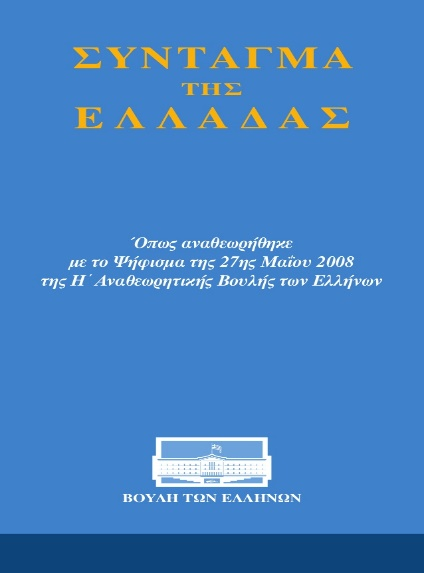 ΣΥΝΤΑΓΜΑ
ΤΗΣ
ΕΛΛΑΔΑΣ
Όπως αναθεωρήθηκε
με το Ψήφισμα της 27ης Μαΐου 2008
της Η΄ Αναθεωρητικής Βουλής των Ελλήνων
ΒΟΥΛΗ ΤΩΝ ΕΛΛΗΝΩΝ